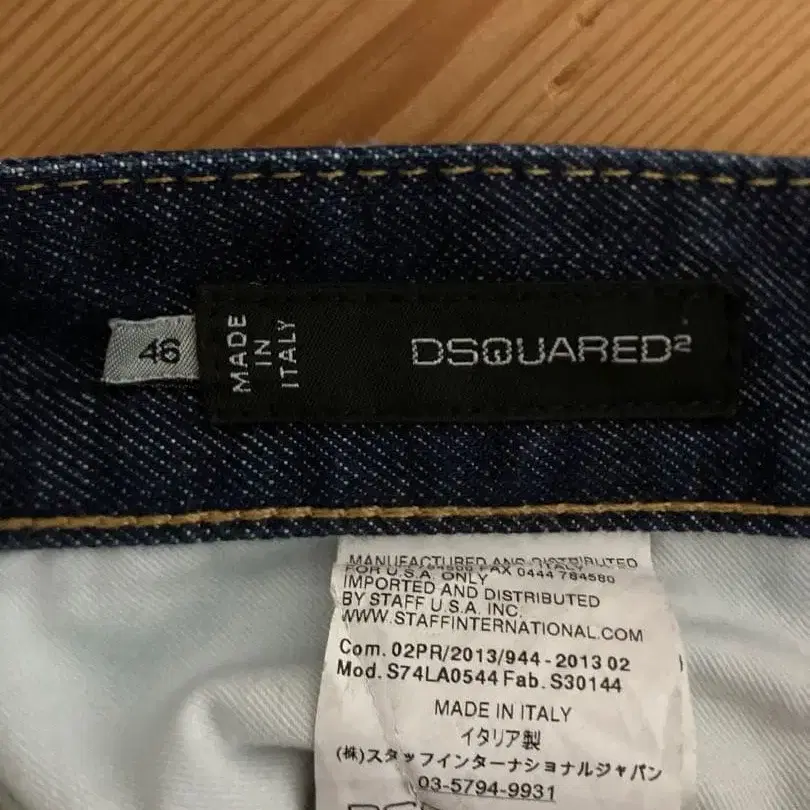 46
MADE
IN
ITALY
DSQUARED²
MANUFACTURED AND DISTRIBUTED
FAX 0444 784580
FOR U.S.A. ONLY
IMPORTED AND DISTRIBUTED
BY STAFF U.S.A. INC.
WWW.STAFFINTERNATIONAL.COM
Com. 02PR/2013/944 - 2013 02
Mod. S74LA0544 Fab. S30144
MADE IN ITALY
イタリア製
(株)スタッフインターナショナルジャパン
03-5794-9931